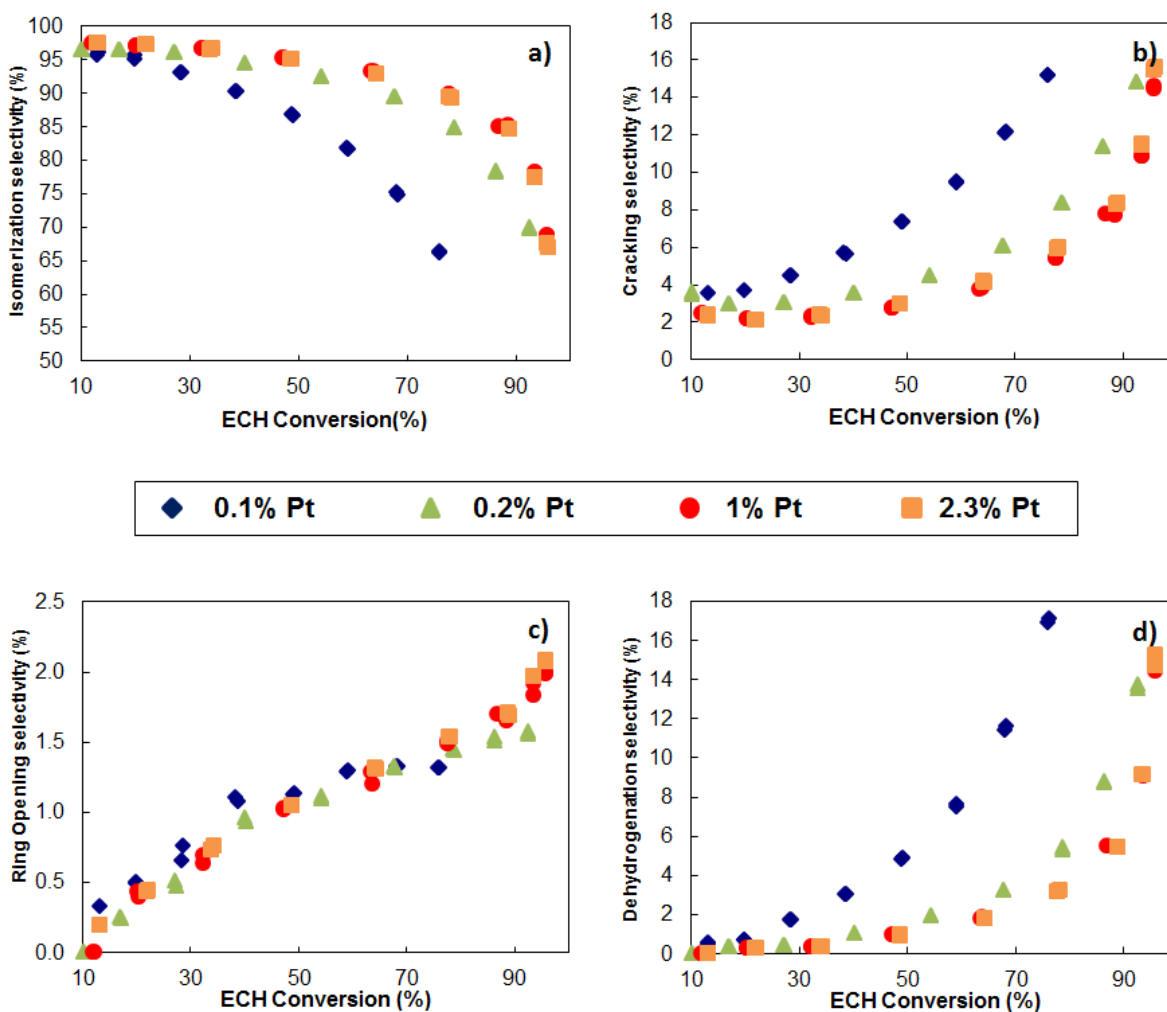 a)
Isomerization selectivity (%)
100
95
90
85
80
75
70
65
60
55
50
10 30 50 70 90
ECH Conversion(%)
b)
Cracking selectivity (%)
18
16
14
12
10
8
6
4
2
0
10 30 50 70 90
ECH Conversion (%)
0.1% Pt 0.2% Pt 1% Pt 2.3% Pt
c)
Ring Opening selectivity (%)
2.5
2.0
1.5
1.0
0.5
0.0
10 30 50 70 90
ECH Conversion (%)
d)
Dehydrogenation selectivity (%)
18
16
14
12
10
8
6
4
2
0
10 30 50 70 90
ECH Conversion (%)